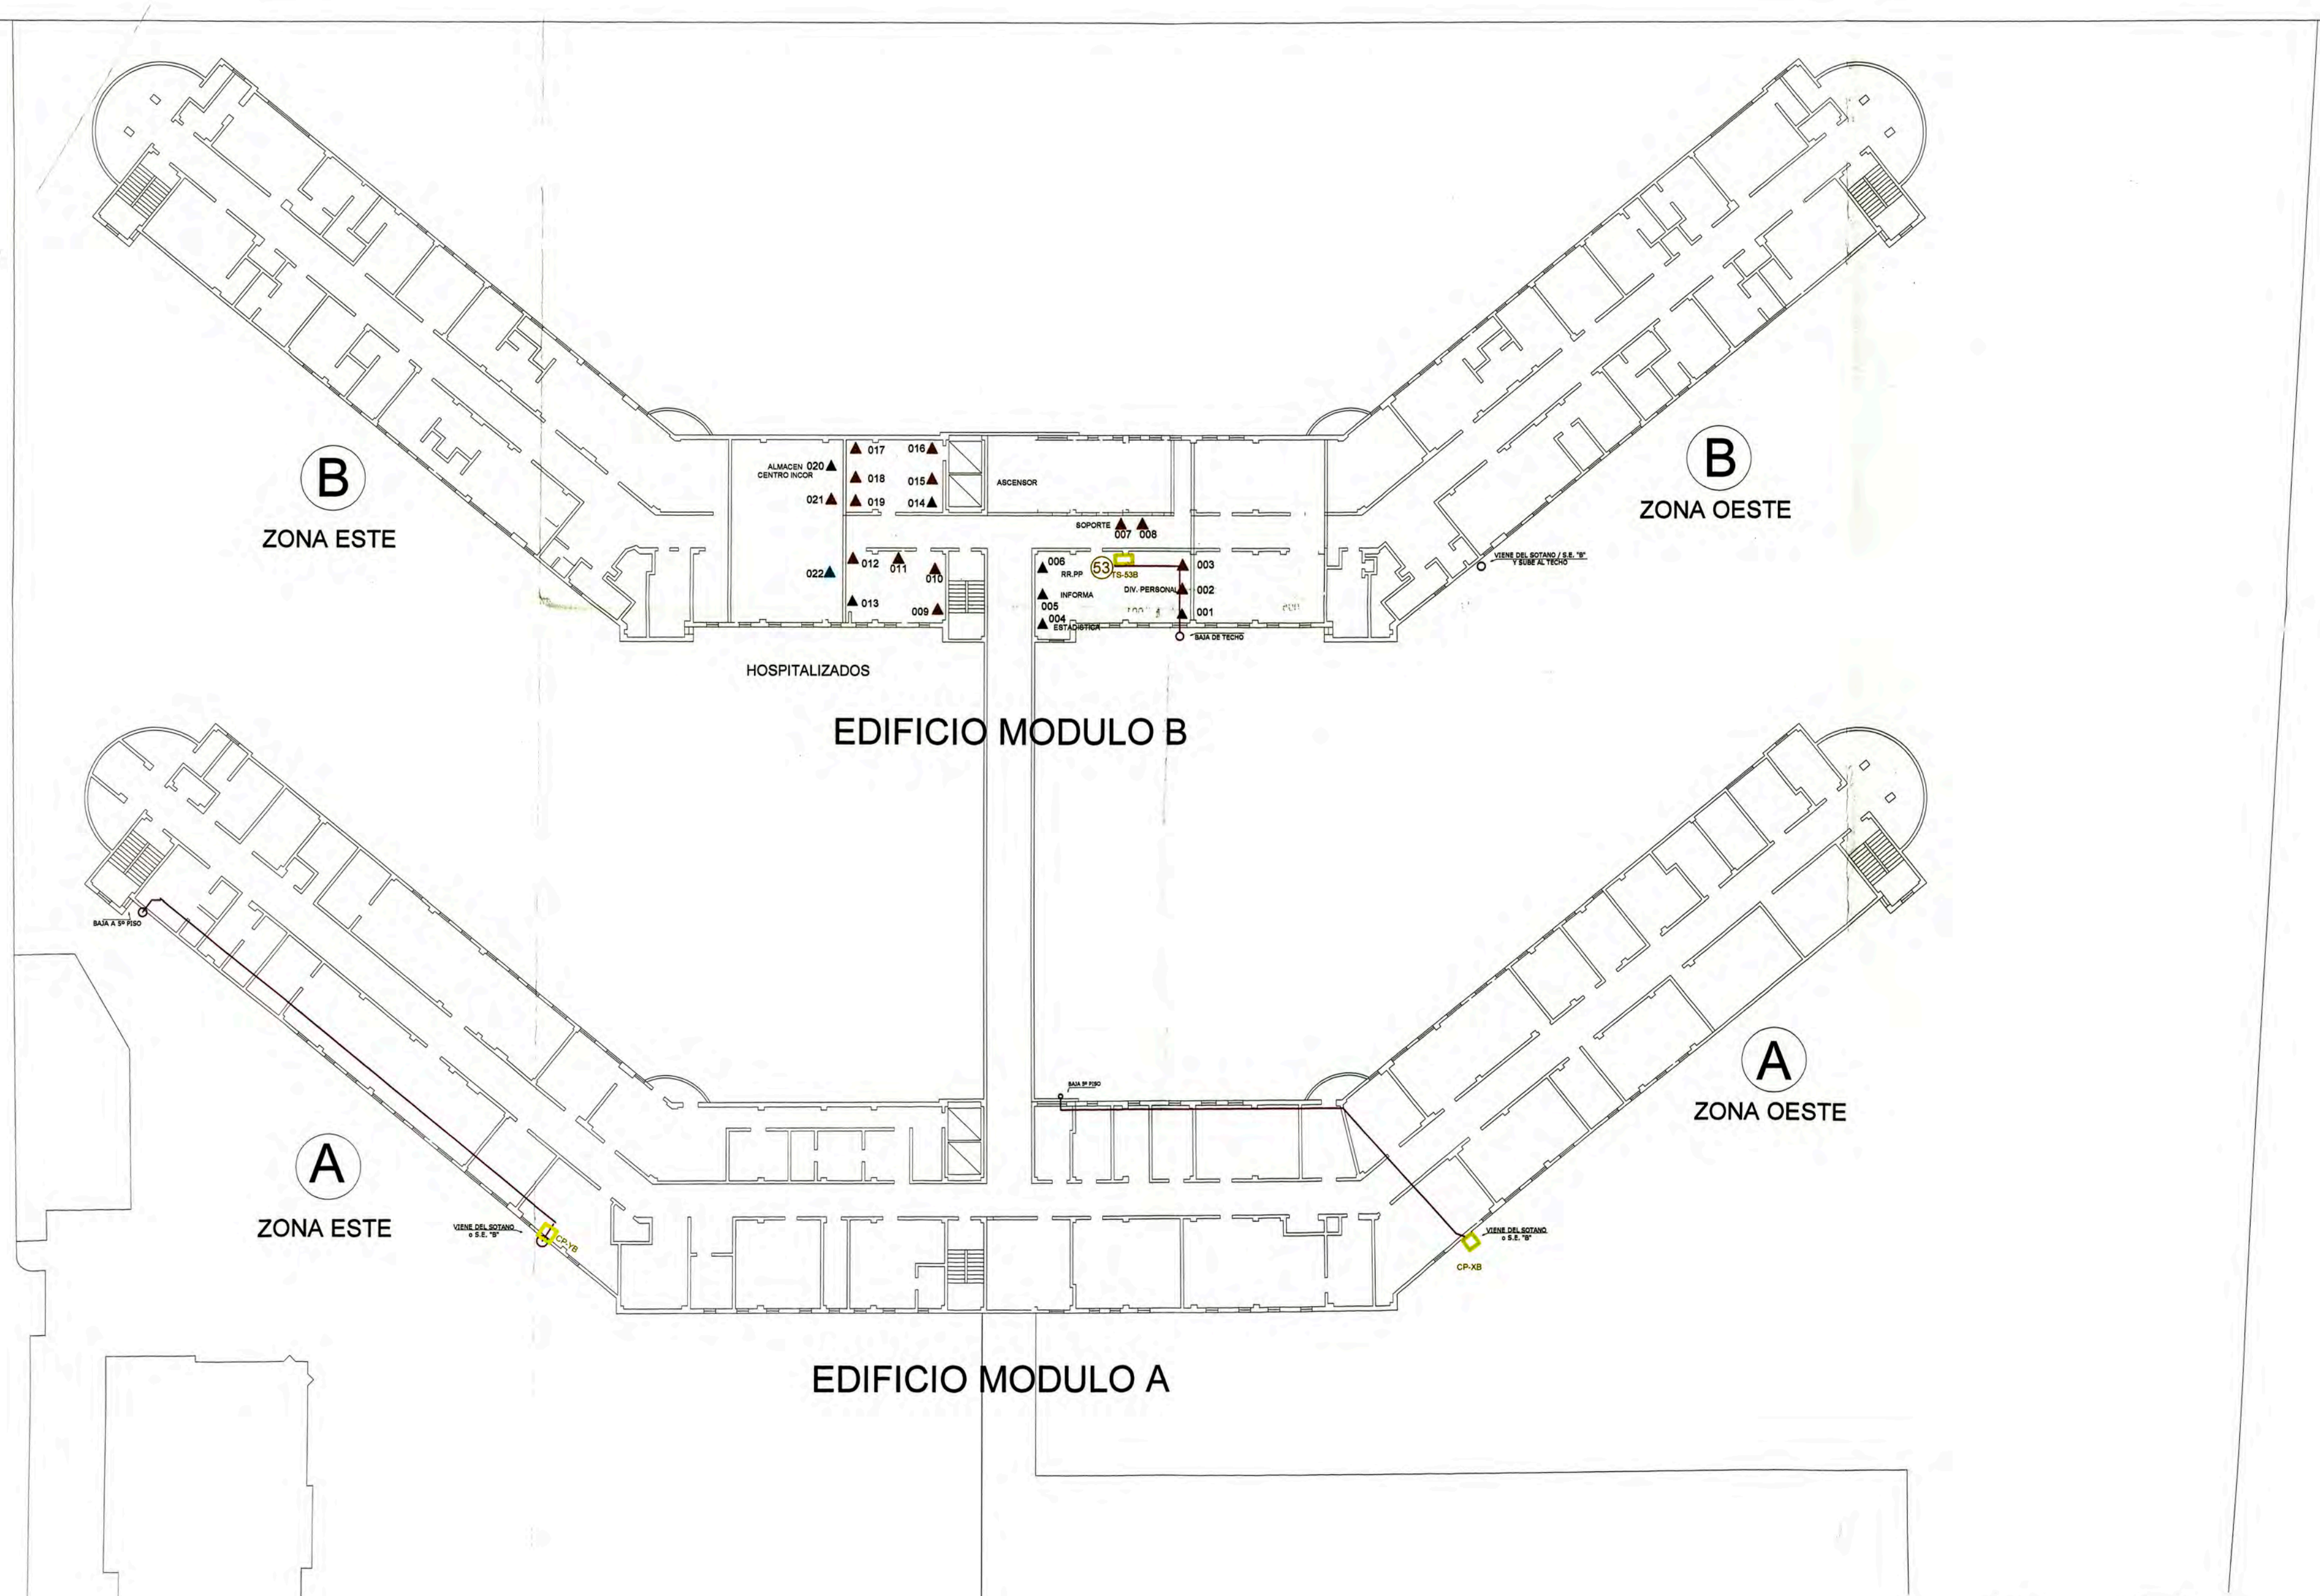 017
016
ALMACEN 020
CENTRO INCOR
018
015
ASCENSOR
021
019
014
B
ZONA ESTE
B
ZONA OESTE
SOPORTE
007 008
012
011
010
022
013
009
006
RR.PP
53
TS-53B
003
INFORMA
DIV. PERSONAL
002
005
004
ESTADISTICA
001
BAJA DE TECHO
VIENE DEL SOTANO / S.E. "B"
Y SUBE AL TECHO
HOSPITALIZADOS
EDIFICIO MODULO B
BAJA A 5º PISO
BAJA 5º PISO
A
ZONA OESTE
A
ZONA ESTE
VIENE DEL SOTANO
o S.E. "B"
CP-YB
VIENE DEL SOTANO
o S.E. "B"
CP-XB
EDIFICIO MODULO A